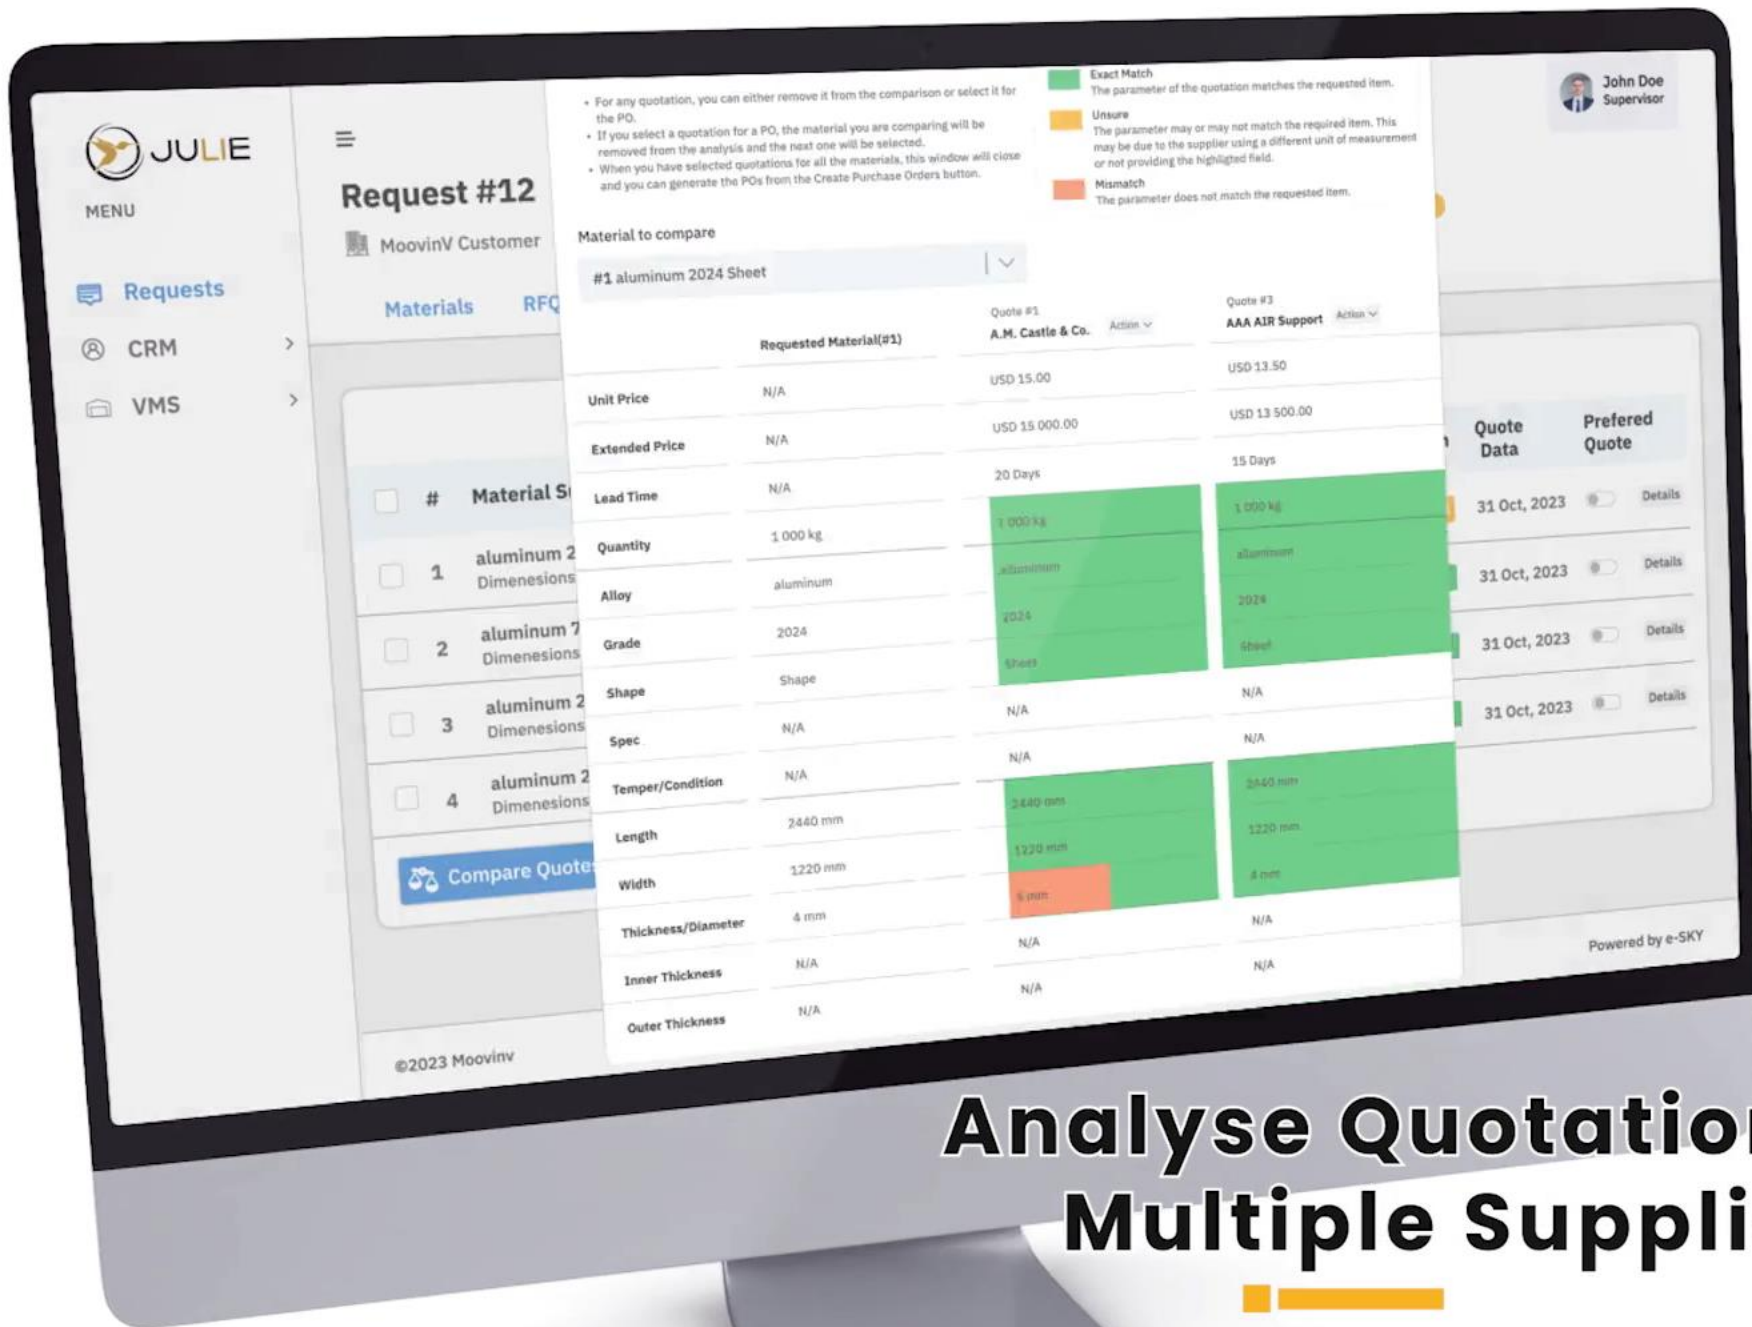 JULIE
MENU
Requests
CRM
VMS
Request #12
MoovinV Customer
Materials RFQ
• For any quotation, you can either remove it from the comparison or select it for
the PO.
• If you select a quotation for a PO, the material you are comparing will be
removed from the analysis and the next one will be selected.
• When you have selected quotations for all the materials, this window will close
and you can generate the POs from the Create Purchase Orders button.
Exact Match
The parameter of the quotation matches the requested item.
Unsure
The parameter may or may not match the required item. This
may be due to the supplier using a different unit of measurement
or not providing the highligted field.
Mismatch
The parameter does not match the requested item.
John Doe
Supervisor
Material to compare
#1 aluminum 2024 Sheet
Quote #1 Quote #3
Requested Material(#1) A.M. Castle & Co. Action AAA AIR Support Action
Unit Price N/A USD 15.00 USD 13.50
Extended Price N/A USD 15 000.00 USD 13 500.00
Lead Time N/A 20 Days 15 Days
Quantity 1 000 kg 1 000 kg 1 000 kg
Alloy aluminum aluminum aluminum
Grade 2024 2024 2024
Shape Shape Sheet Sheet
Spec N/A N/A N/A
Temper/Condition N/A N/A N/A
Length 2440 mm 2440 mm 2440 mm
Width 1220 mm 1220 mm 1220 mm
Thickness/Diameter 4 mm mm 4 mm
Inner Thickness N/A N/A N/A
Outer Thickness N/A N/A N/A
# Material S
1 aluminum 2
Dimenesions
2 aluminum 7
Dimenesions
3 aluminum 2
Dimenesions
4 aluminum 2
Dimenesions
Compare Quotes
Quote Prefered
Data Quote
31 Oct, 2023 Details
31 Oct, 2023 Details
31 Oct, 2023 Details
31 Oct, 2023 Details
©2023 Moovinv
Powered by e-SKY
Analyse Quotation
Multiple Suppli